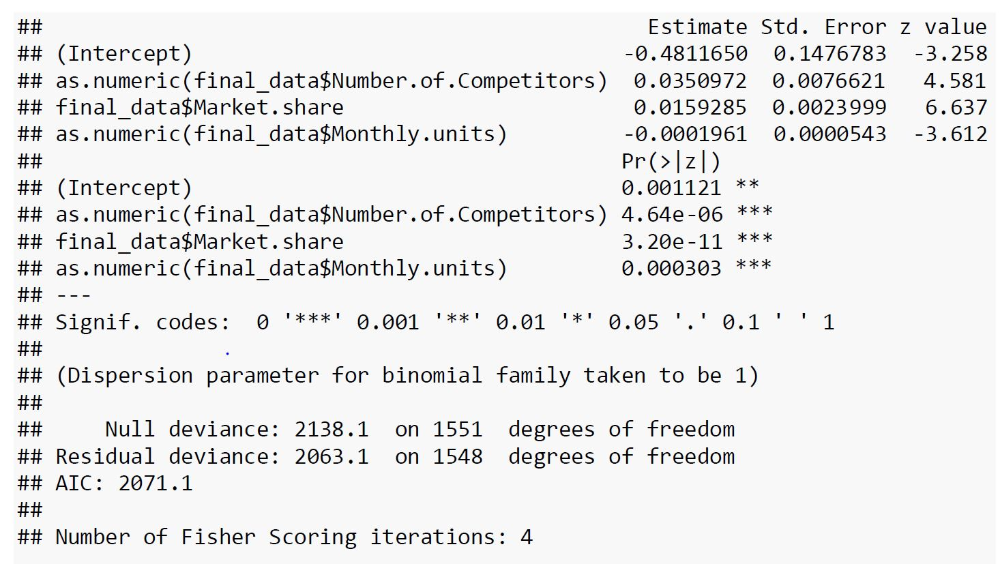 ##                                               Estimate Std. Error z value
## (Intercept)                                  -0.4811650  0.1476783  -3.258
## as.numeric(final_data$Number.of.Competitors)  0.0350972  0.0076621   4.581
## final_data$Market.share                       0.0159285  0.0023999   6.637
## as.numeric(final_data$Monthly.units)         -0.0001961  0.0000543  -3.612
##                                              Pr(>|z|)
## (Intercept)                                  0.001121 **
## as.numeric(final_data$Number.of.Competitors) 4.64e-06 ***
## final_data$Market.share                      3.20e-11 ***
## as.numeric(final_data$Monthly.units)         0.000303 ***
## ---
## Signif. codes:  0 '***' 0.001 '**' 0.01 '*' 0.05 '.' 0.1 ' ' 1
##
## (Dispersion parameter for binomial family taken to be 1)
##
##     Null deviance: 2138.1  on 1551  degrees of freedom
## Residual deviance: 2063.1  on 1548  degrees of freedom
## AIC: 2071.1
##
## Number of Fisher Scoring iterations: 4